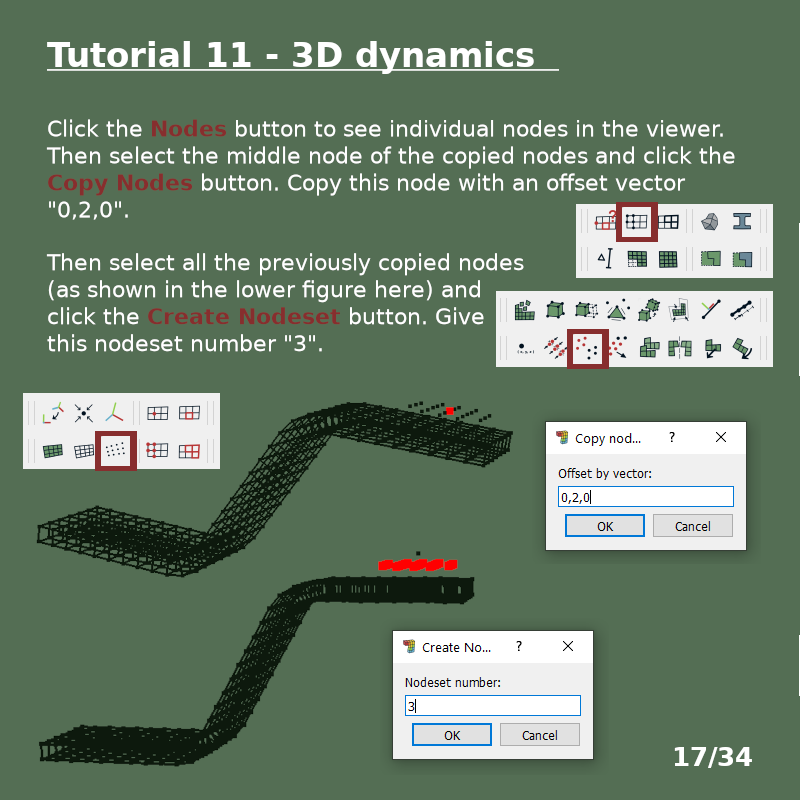 Tutorial 11 - 3D dynamics
Click the Nodes button to see individual nodes in the viewer.
Then select the middle node of the copied nodes and click the
Copy Nodes button. Copy this node with an offset vector
"0,2,0".
Then select all the previously copied nodes
(as shown in the lower figure here) and
click the Create Nodeset button. Give
this nodeset number "3".
Copy nod... ?
Offset by vector:
0,2,0
OK Cancel
Create No... ?
Nodeset number:
3
OK Cancel
17/34